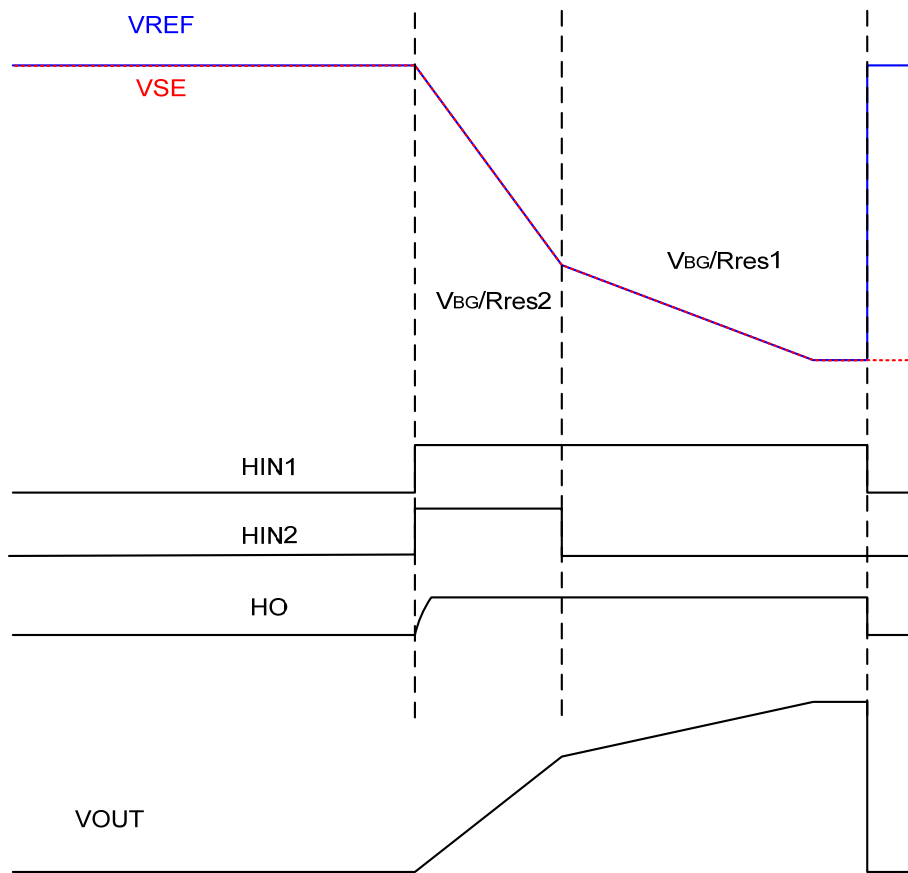 VREF
VSE
VBG/Rres1
VBG/Rres2
HIN1
HIN2
HO
VOUT